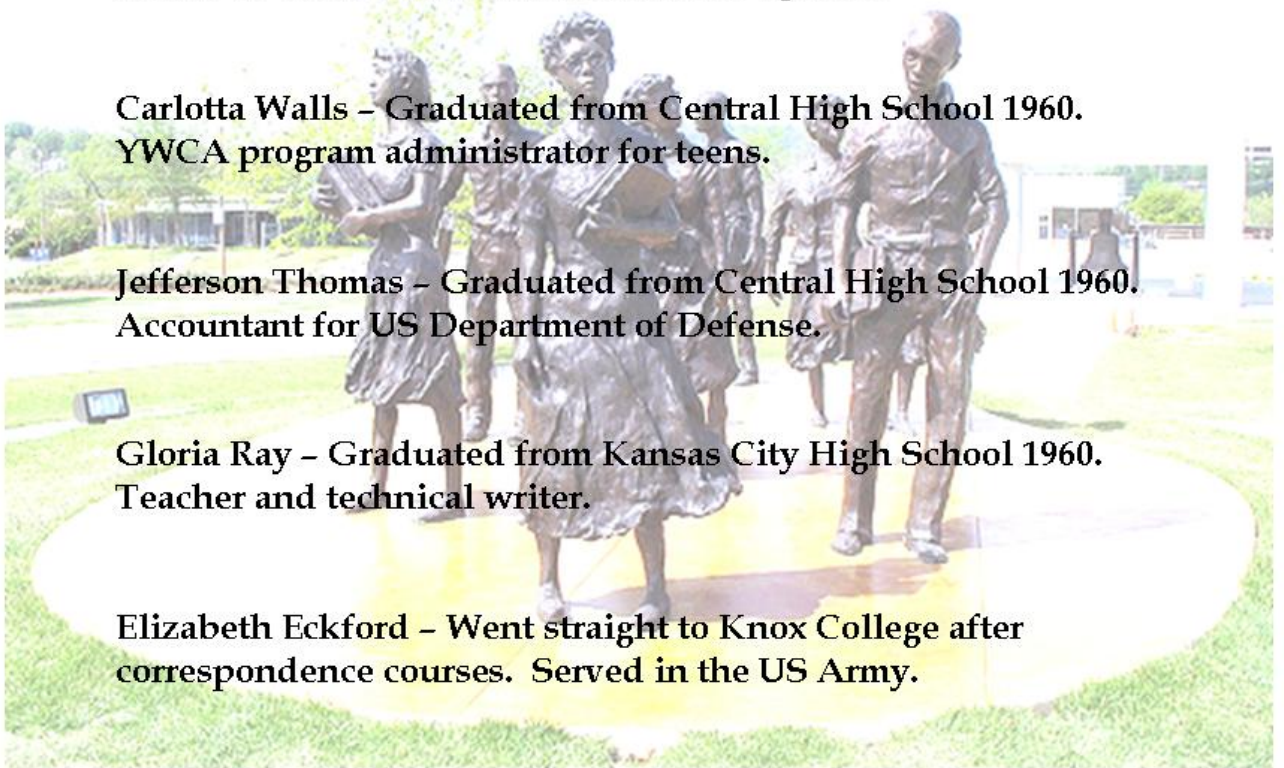 Carlotta Walls – Graduated from Central High School 1960.
YWCA program administrator for teens.
Jefferson Thomas – Graduated from Central High School 1960.
Accountant for US Department of Defense.
Gloria Ray – Graduated from Kansas City High School 1960.
Teacher and technical writer.
Elizabeth Eckford – Went straight to Knox College after
correspondence courses.  Served in the US Army.